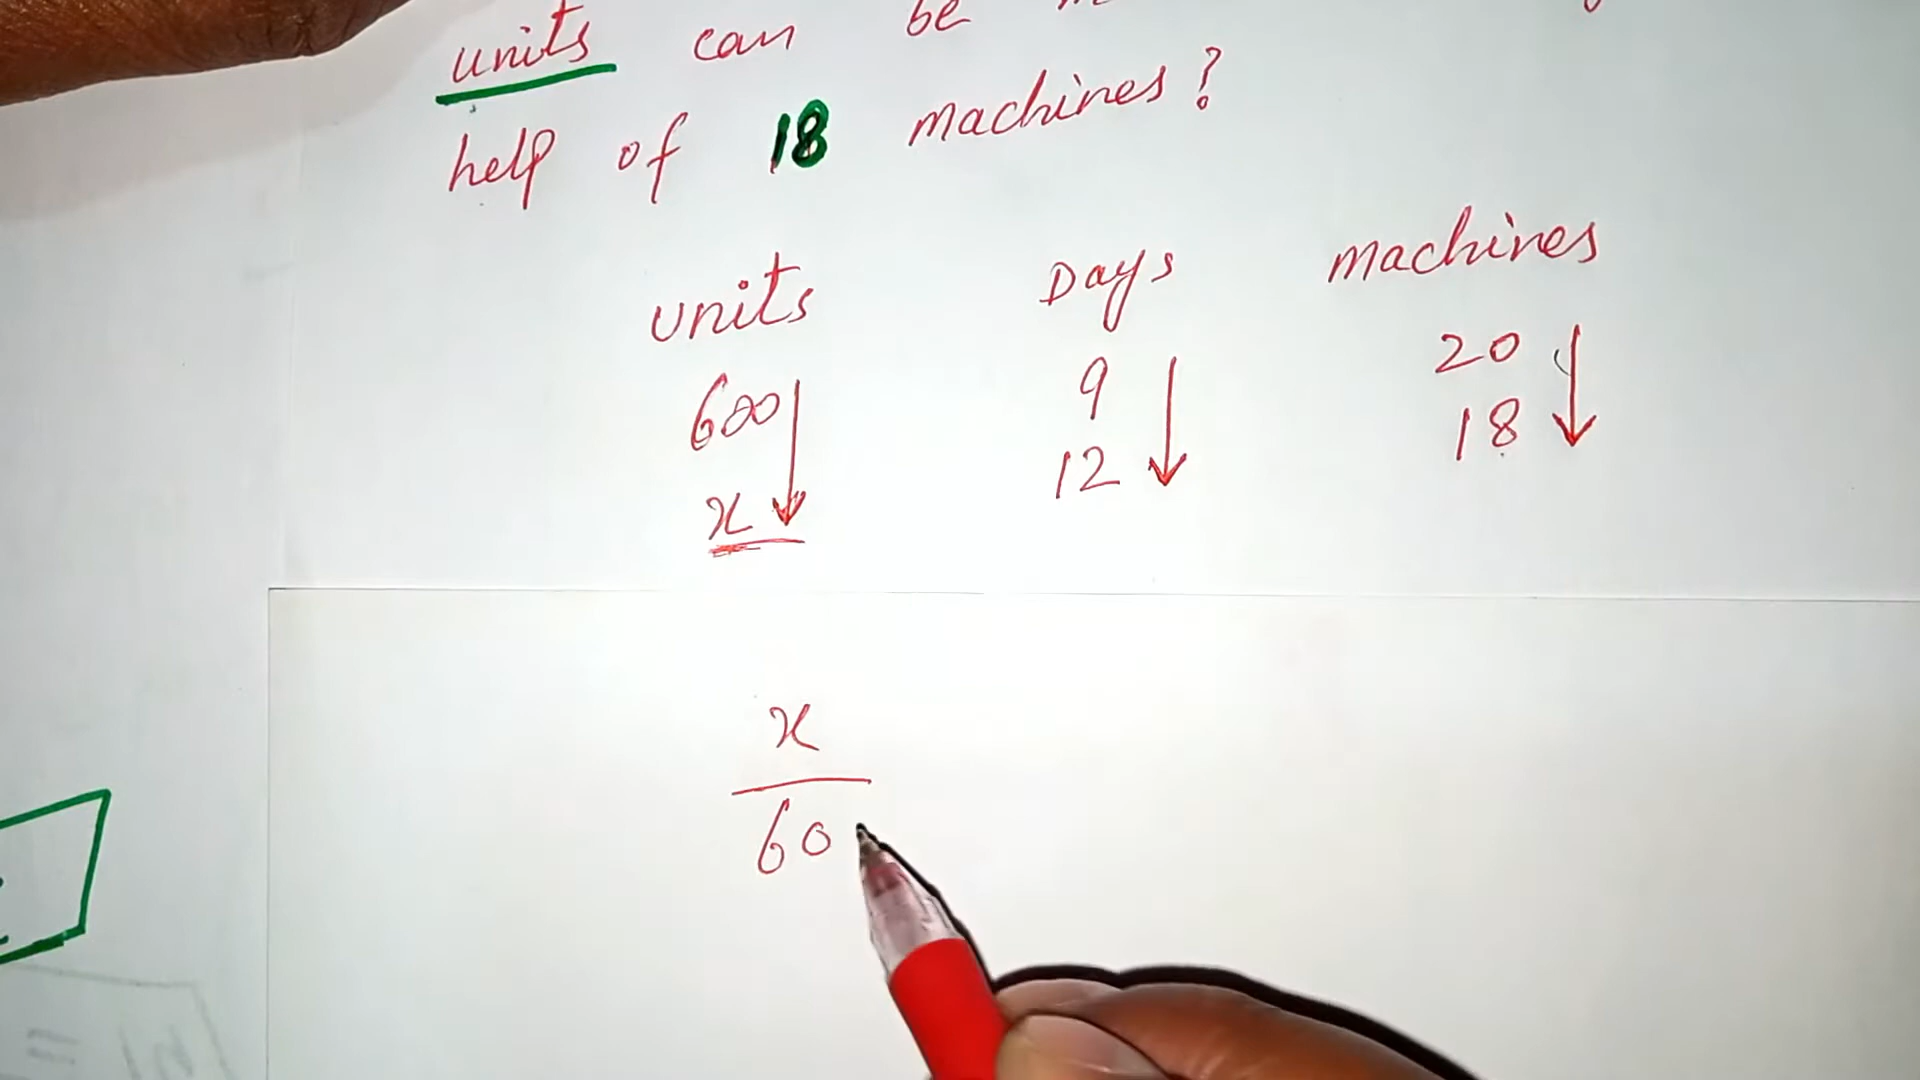 units can be
help of 18 machines?
units Days machines
600 9 20
x 12 18
x
60